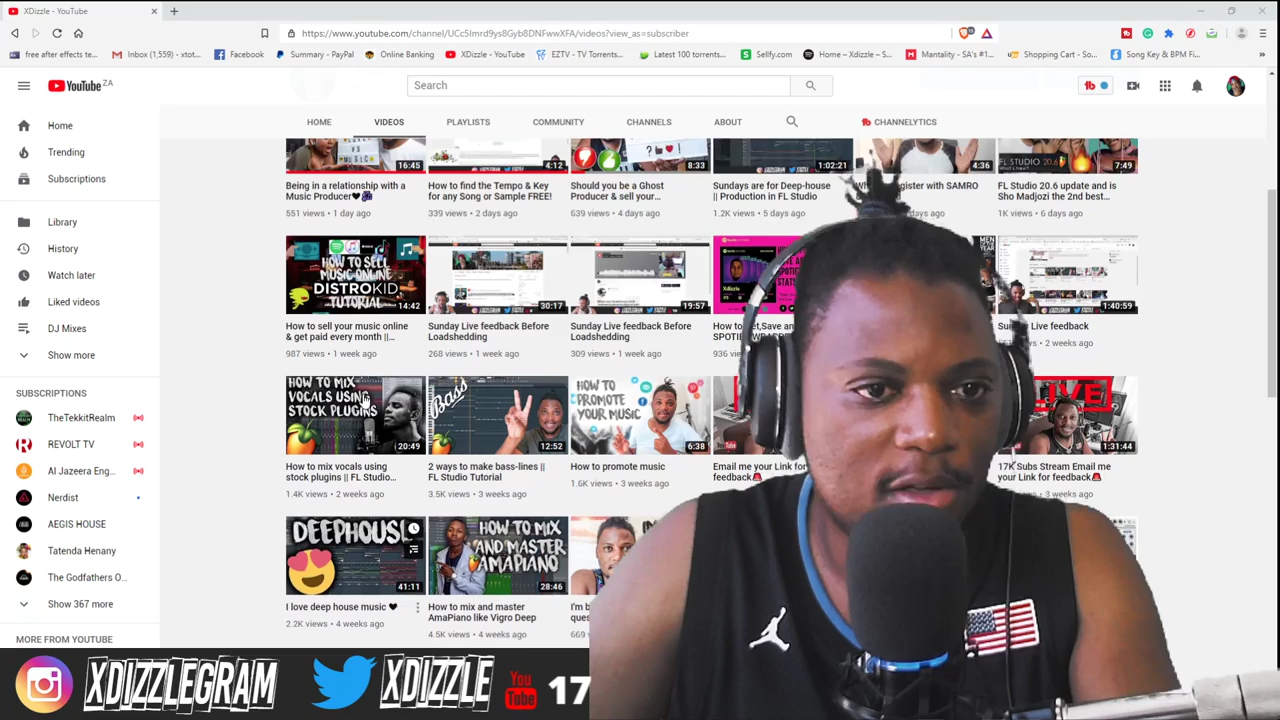 XDizzle - YouTube
https://www.youtube.com/channel/UCc5Imrd9ys8Gyb8DNFwwXFA/videos?view_as=subscriber
free after effects te...
Inbox (1,559) - xtot...
Facebook
Summary - PayPal
Online Banking
XDizzle - YouTube
EZTV - TV Torrents...
Latest 100 torrents...
Sellfy.com
Home – Xdizzle – S...
Mantality - SA's #1...
Shopping Cart - So...
Song Key & BPM Fi...
YouTube ZA
Search
Home
Trending
Subscriptions
Library
History
Watch later
Liked videos
DJ Mixes
Show more
SUBSCRIPTIONS
TheTekkitRealm
REVOLT TV
Al Jazeera Eng...
Nerdist
AEGIS HOUSE
Tatenda Henany
The Godfathers O...
Show 367 more
MORE FROM YOUTUBE
HOME
VIDEOS
PLAYLISTS
COMMUNITY
CHANNELS
ABOUT
CHANNELYTICS
16:45
4:12
8:33
1:02:21
4:36
FL STUDIO 20.6
7:49
Being in a relationship with a
Music Producer
551 views • 1 day ago
How to find the Tempo & Key
for any Song or Sample FREE!
339 views • 2 days ago
Should you be a Ghost
Producer & sell your...
639 views • 4 days ago
Sundays are for Deep-house
|| Production in FL Studio
1.2K views • 5 days ago
register with SAMRO
days ago
FL Studio 20.6 update and is
Sho Madjozi the 2nd best...
1K views • 6 days ago
HOW TO SELL
MUSIC ONLINE
DISTROKID
TUTORIAL
14:42
30:17
19:57
1:40:59
How to sell your music online
& get paid every month ||...
987 views • 1 week ago
Sunday Live feedback Before
Loadshedding
268 views • 1 week ago
Sunday Live feedback Before
Loadshedding
309 views • 1 week ago
936
Live feedback
2 weeks ago
HOW TO MIX
VOCALS USING
STOCK PLUGINS
20:49
Bass
12:52
HOW TO
PROMOTE
YOUR MUSIC
6:38
LIVE
1:31:44
How to mix vocals using
stock plugins || FL Studio...
1.4K views • 2 weeks ago
2 ways to make bass-lines ||
FL Studio Tutorial
3.5K views • 3 weeks ago
How to promote music
1.6K views • 3 weeks ago
Email me your Link for
feedback
17K Subs Stream Email me
your Link for feedback
weeks ago
DEEPHOUSE
41:11
HOW TO MIX
AND MASTER
AMAPIANO
28:46
I love deep house music
2.2K views • 4 weeks ago
How to mix and master
AmaPiano like Vigro Deep
4.5K views • 4 weeks ago
669
XDIZZLEGRAM
XDIZZLE
You
Tube
17